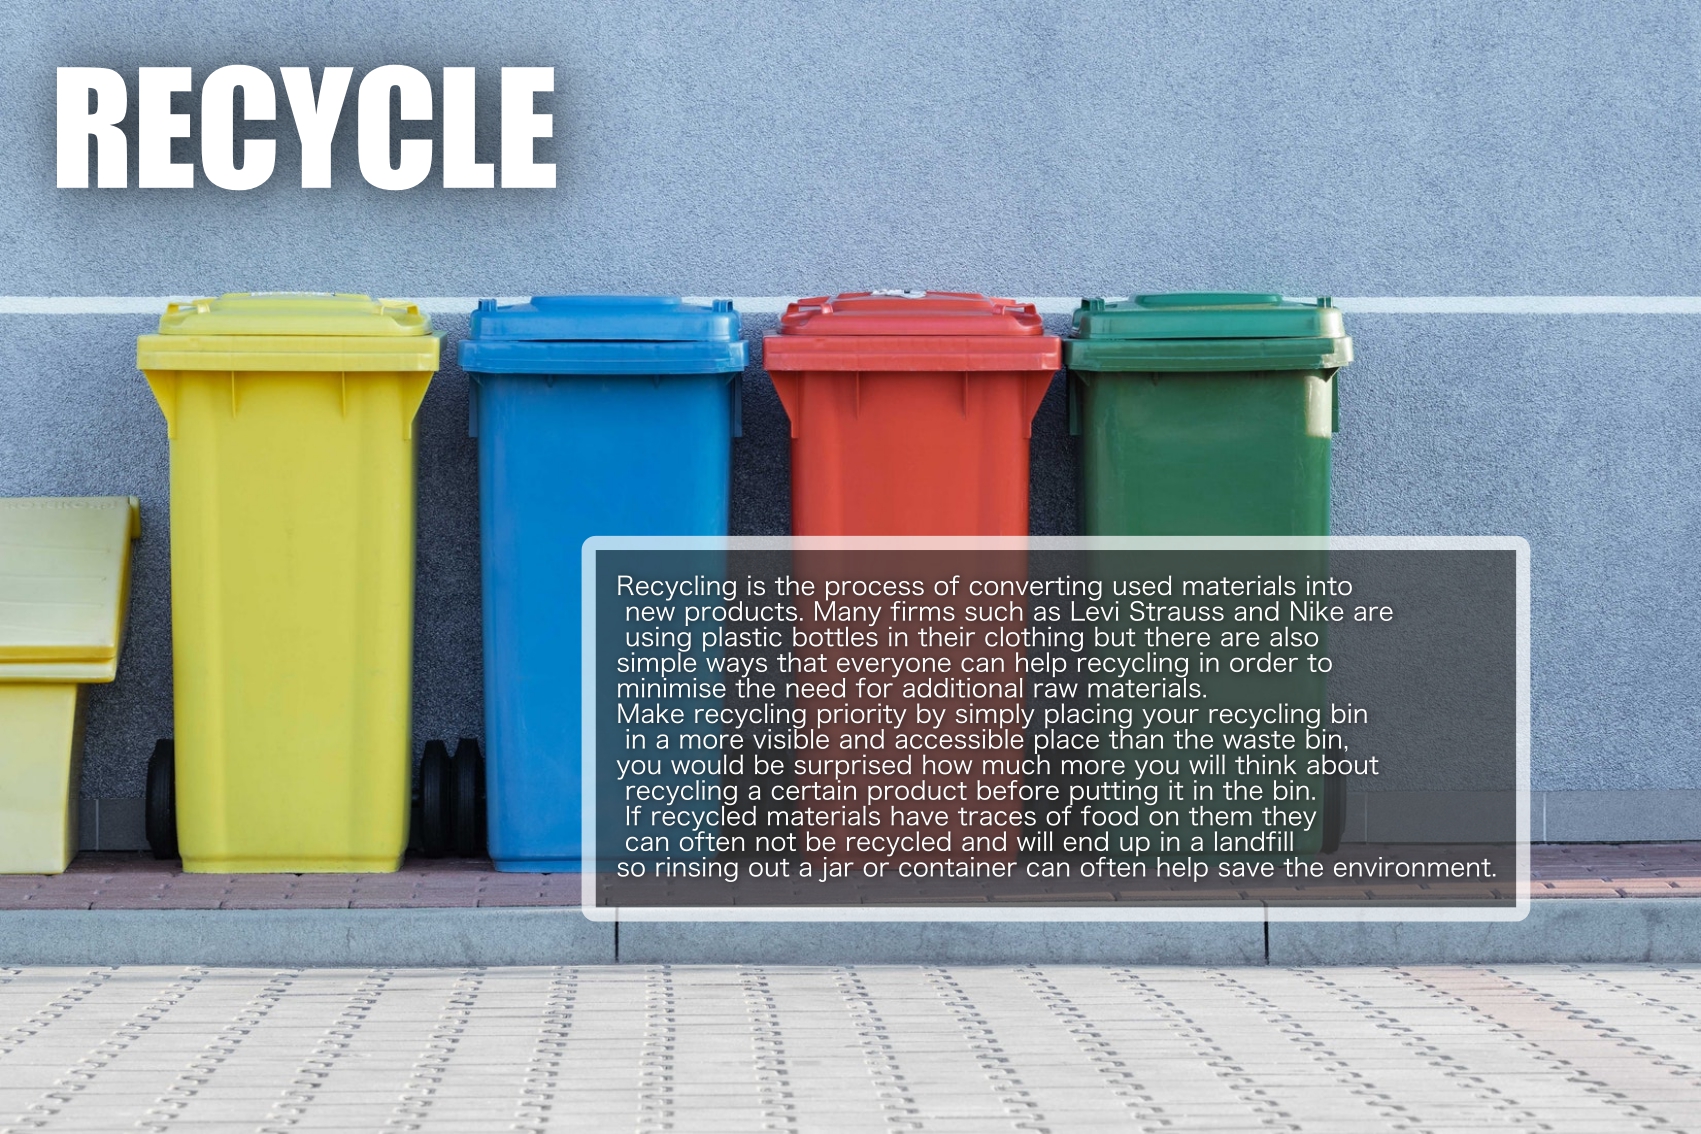 RECYCLE
Recycling is the process of converting used materials into
new products. Many firms such as Levi Strauss and Nike are
using plastic bottles in their clothing but there are also
simple ways that everyone can help recycling in order to
minimise the need for additional raw materials.
Make recycling priority by simply placing your recycling bin
in a more visible and accessible place than the waste bin,
you would be surprised how much more you will think about
recycling a certain product before putting it in the bin.
If recycled materials have traces of food on them they
can often not be recycled and will end up in a landfill
so rinsing out a jar or container can often help save the environment.